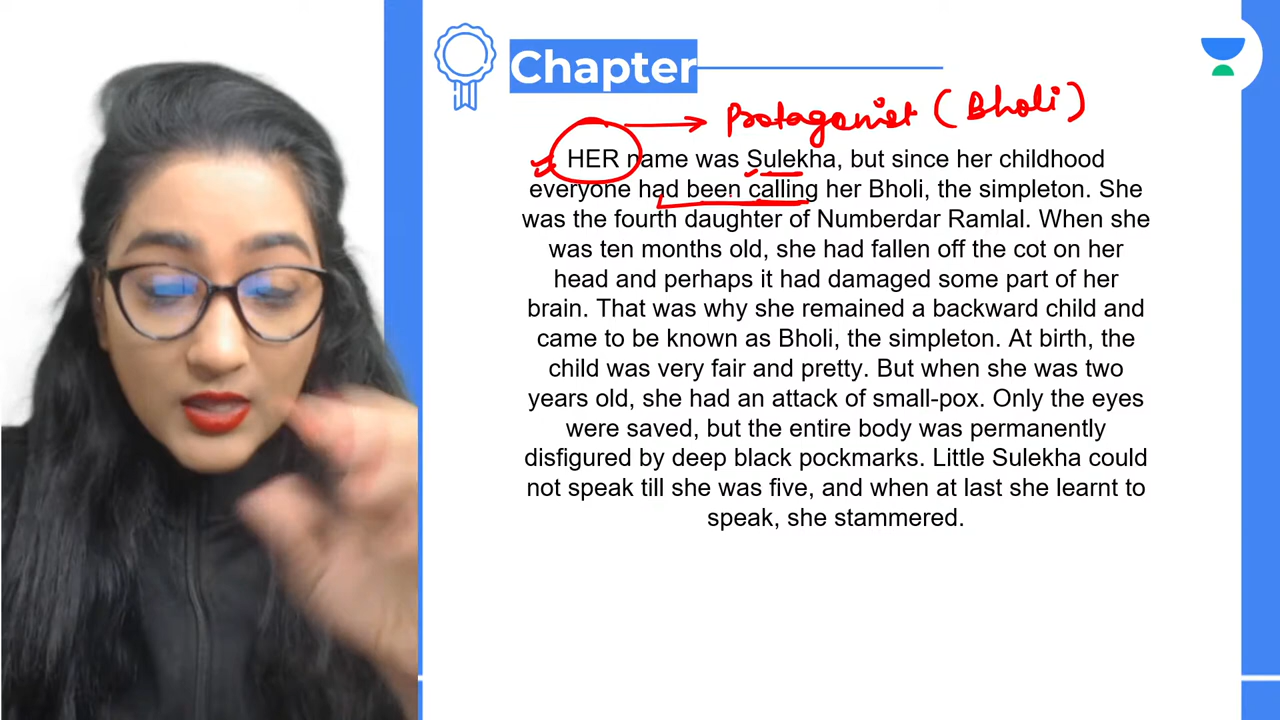 Chapter
Protagonist (Bholi)
HER name was Sulekha, but since her childhood
everyone had been calling her Bholi, the simpleton. She
was the fourth daughter of Numberdar Ramlal. When she
was ten months old, she had fallen off the cot on her
head and perhaps it had damaged some part of her
brain. That was why she remained a backward child and
came to be known as Bholi, the simpleton. At birth, the
child was very fair and pretty. But when she was two
years old, she had an attack of small-pox. Only the eyes
were saved, but the entire body was permanently
disfigured by deep black pockmarks. Little Sulekha could
not speak till she was five, and when at last she learnt to
speak, she stammered.